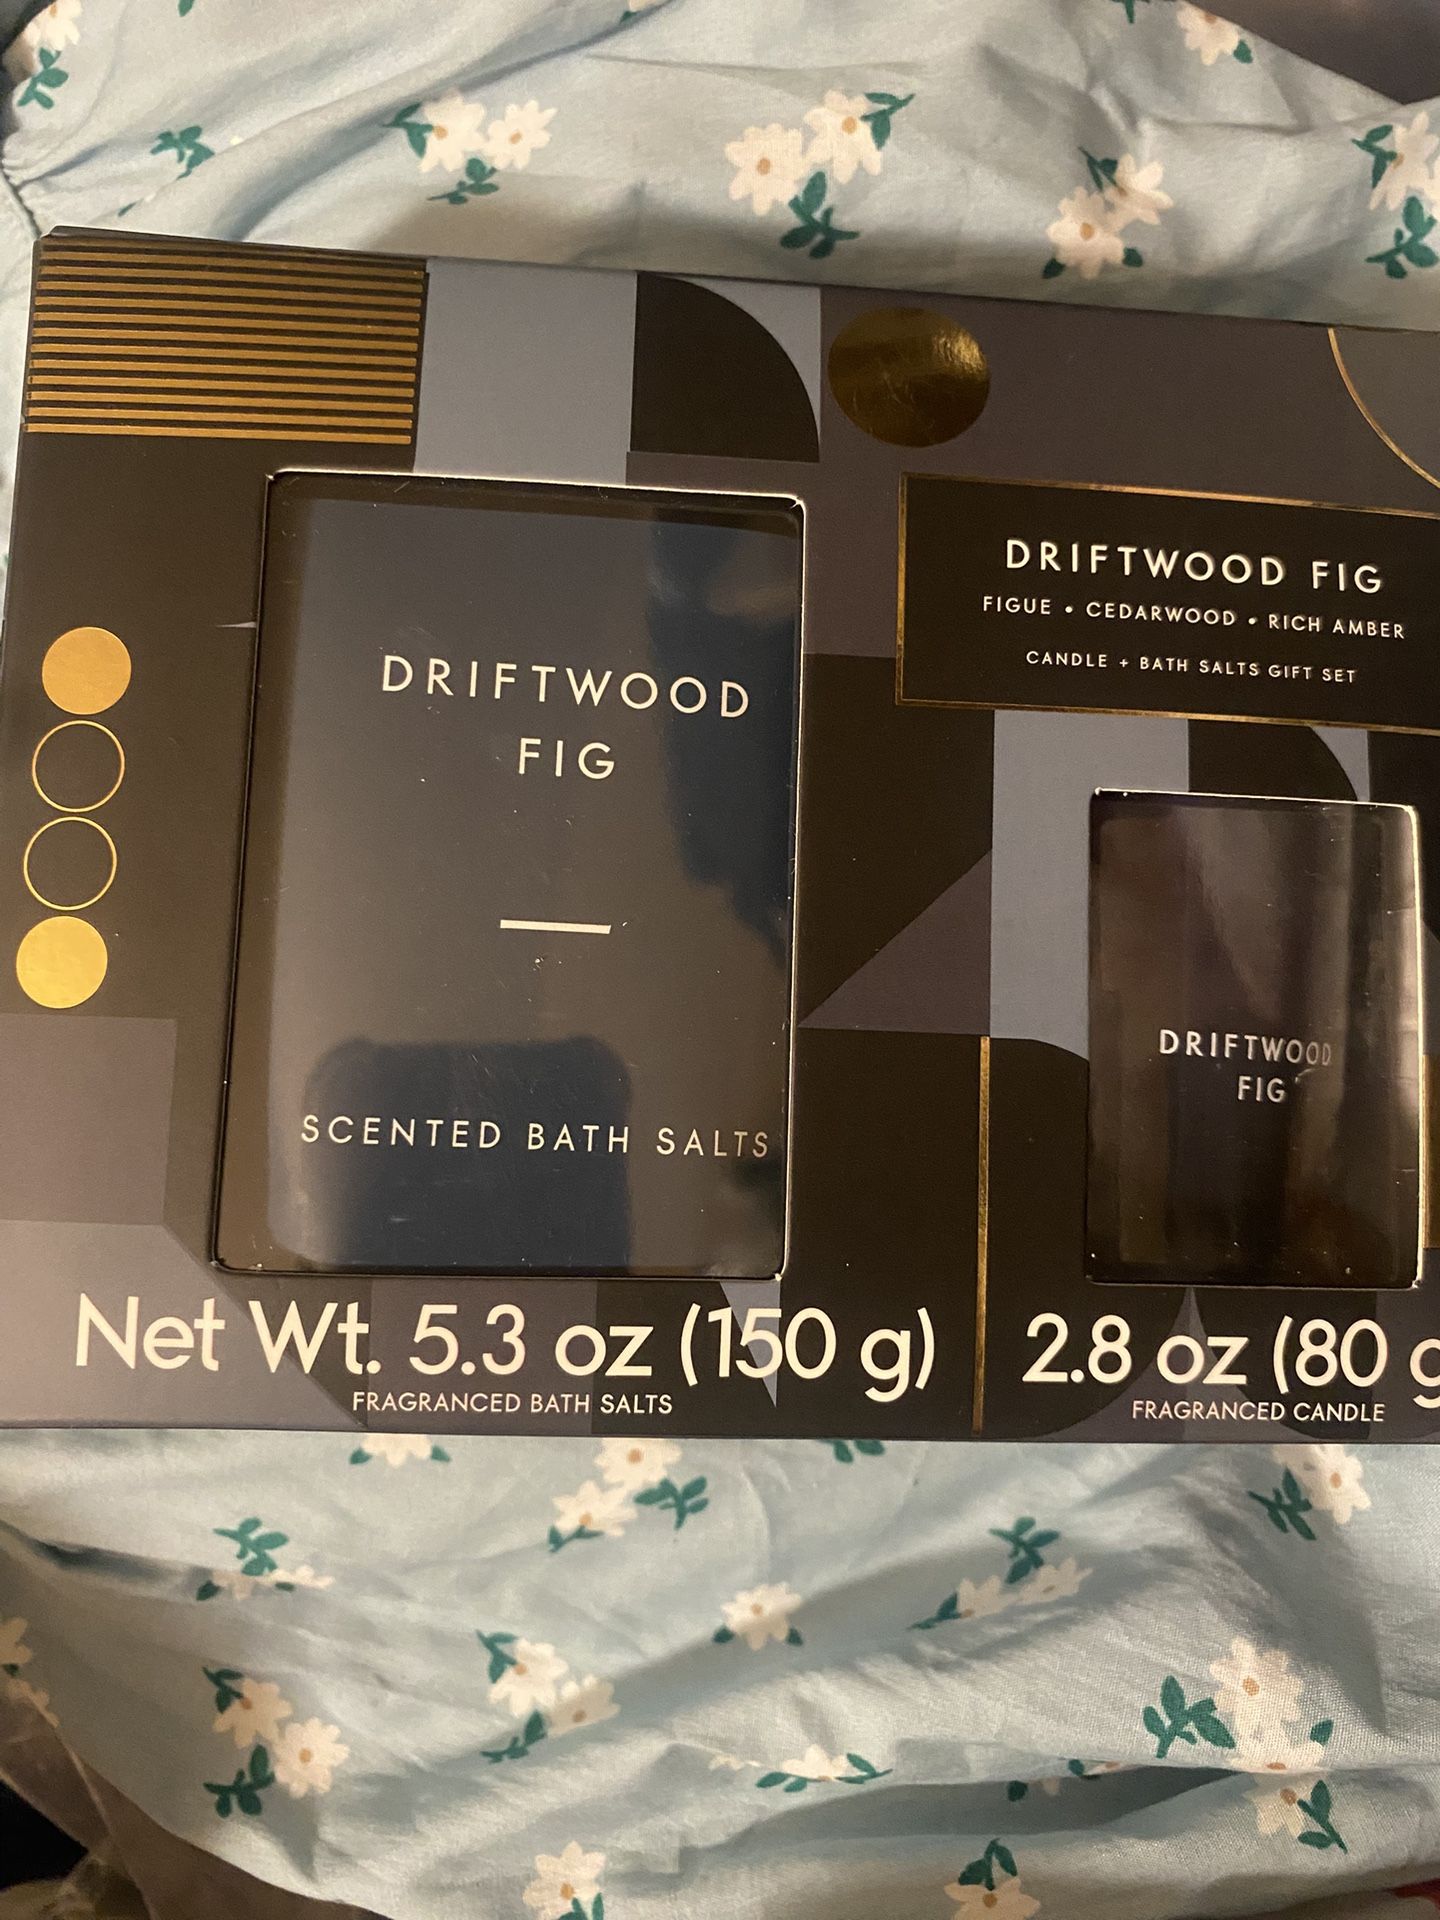 DRIFTWOOD FIG
FIGUE • CEDARWOOD • RICH AMBER
CANDLE + BATH SALTS GIFT SET
DRIFTWOOD
FIG
SCENTED BATH SALTS
DRIFTWOOD
FIG
Net Wt. 5.3 oz (150 g)
FRAGRANCED BATH SALTS
2.8 oz (80 g
FRAGRANCED CANDLE